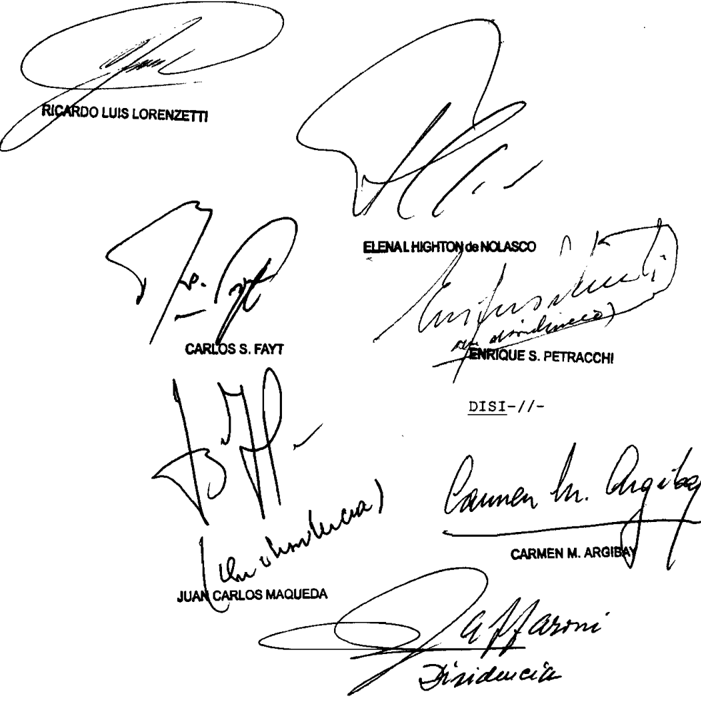 RICARDO LUIS LORENZETTI
ELENA I. HIGHTON de NOLASCO
CARLOS S. FAYT
(en disidencia)
ENRIQUE S. PETRACCHI
DISI-//-
Carmen M. Argibay
CARMEN M. ARGIBAY
(en disidencia)
JUAN CARLOS MAQUEDA
Zaffaroni
Disidencia